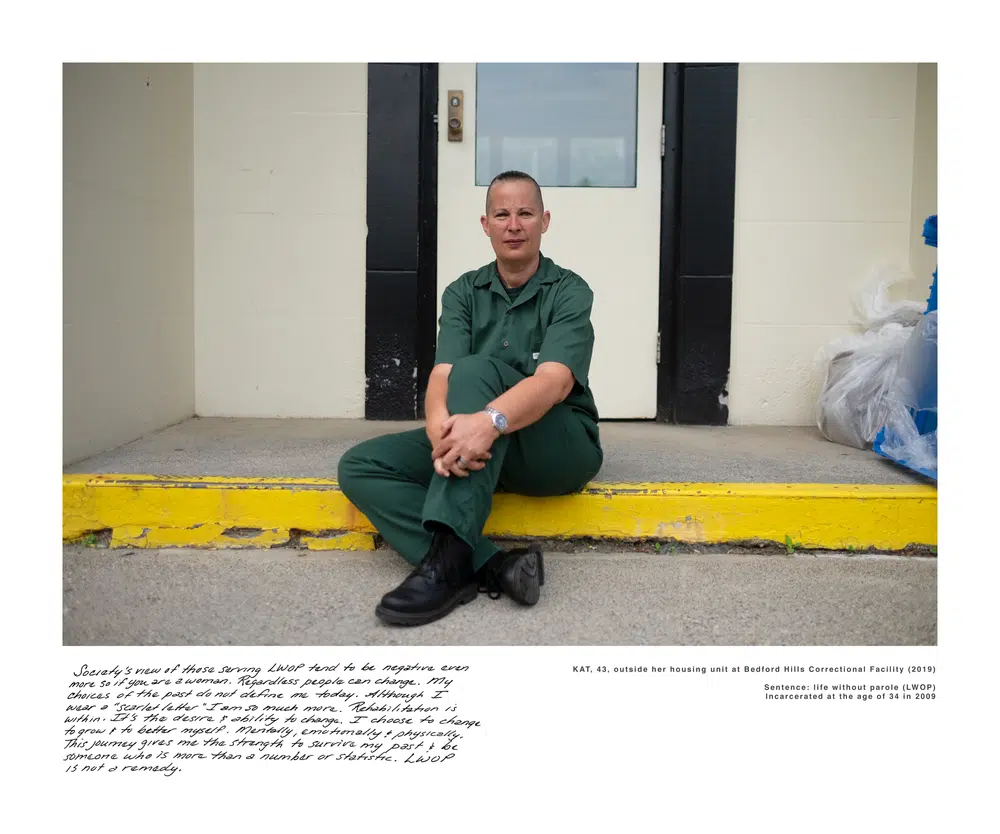 Society's view of those serving LWOP tend to be negative even
more so if you are a woman. Regardless people can change. My
choices of the past do not define me today. Although I
wear a "scarlet letter" I am so much more. Rehabilitation is
within. It's the desire & ability to change. I choose to change
to grow & to better myself. Mentally, emotionally & physically.
This journey gives me the strength to survive my past & be
someone who is more than a number or statistic. LWOP
is not a remedy.
KAT, 43, outside her housing unit at Bedford Hills Correctional Facility (2019)
Sentence: life without parole (LWOP)
Incarcerated at the age of 34 in 2009